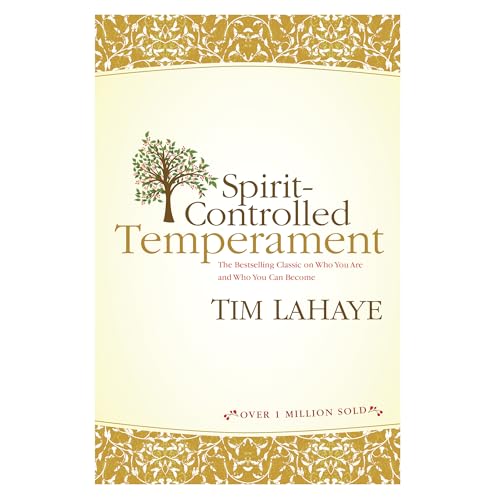 Spirit-
Controlled
Temperament
The Bestselling Classic on Who You Are
and Who You Can Become
TIM LAHAYE
OVER 1 MILLION SOLD